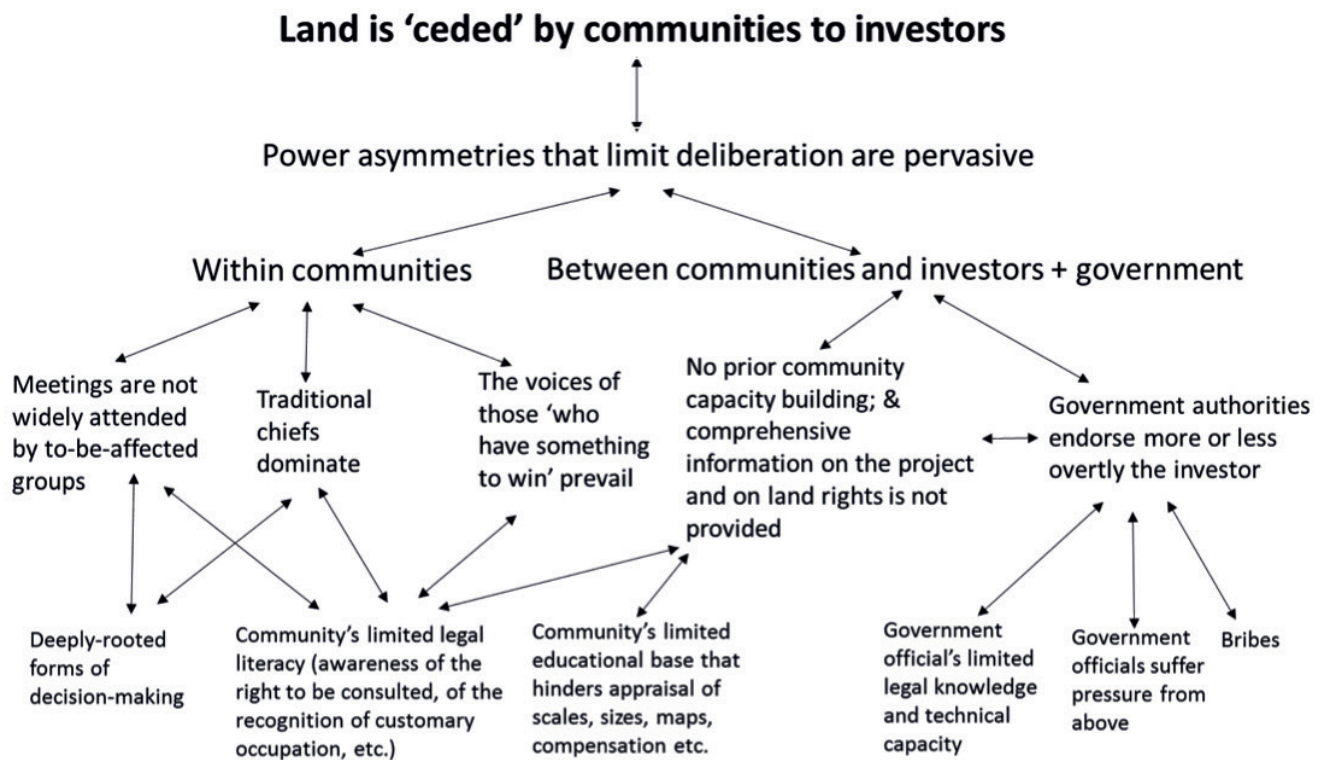 Land is ‘ceded’ by communities to investors
Power asymmetries that limit deliberation are pervasive
Within communities
Between communities and investors + government
Meetings are not
widely attended
by to-be-affected
groups
Traditional
chiefs
dominate
The voices of
those ‘who
have something
to win’ prevail
No prior community
capacity building; &
comprehensive
information on the project
and on land rights is not
provided
Government authorities
endorse more or less
overtly the investor
Deeply-rooted
forms of
decision-making
Community’s limited legal
literacy (awareness of the
right to be consulted, of the
recognition of customary
occupation, etc.)
Community’s limited
educational base that
hinders appraisal of
scales, sizes, maps,
compensation etc.
Government
official’s limited
legal knowledge
and technical
capacity
Government
officials suffer
pressure from
above
Bribes